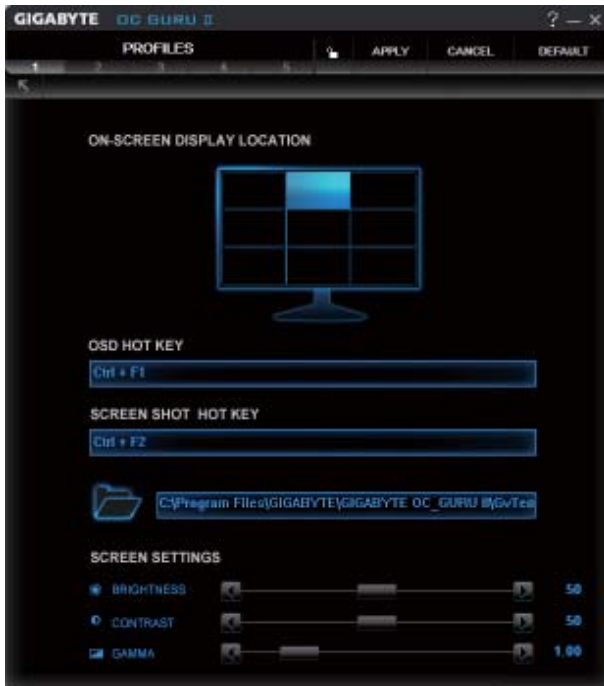 GIGABYTE OC GURU II ? – ×
PROFILES APPLY CANCEL DEFAULT
1 2 3 4 5
ON-SCREEN DISPLAY LOCATION
OSD HOT KEY
Ctrl + F1
SCREEN SHOT HOT KEY
Ctrl + F2
C:\Program Files\GIGABYTE\GIGABYTE OC_GURU II\GvTes
SCREEN SETTINGS
BRIGHTNESS 50
CONTRAST 50
GAMMA 1.00